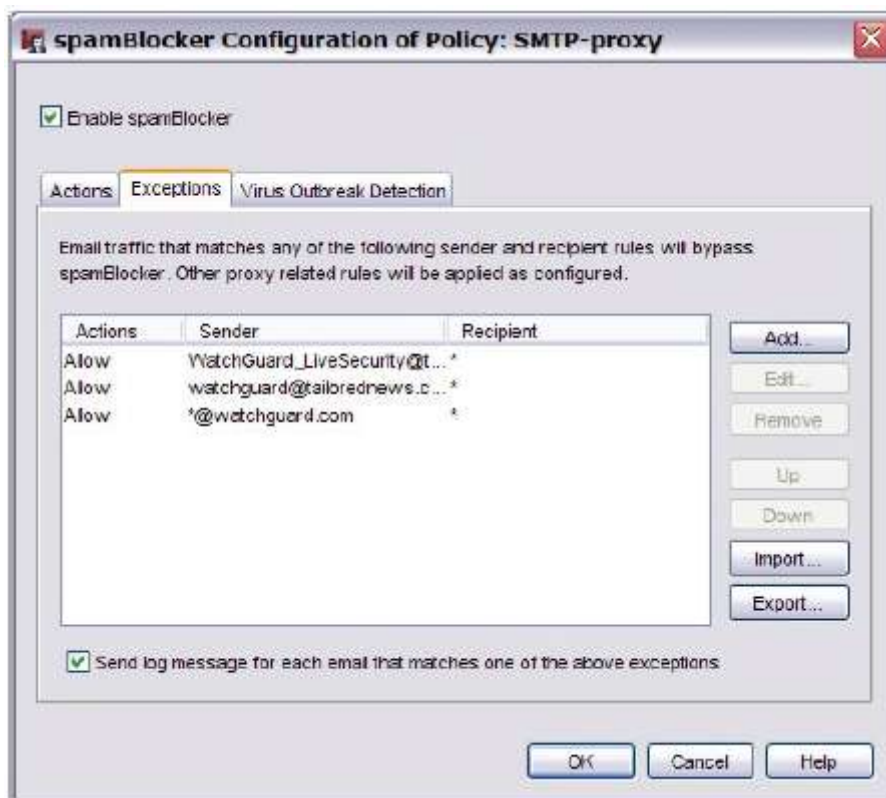 spamBlocker Configuration of Policy: SMTP-proxy
Enable spamBlocker
Actions Exceptions Virus Outbreak Detection
Email traffic that matches any of the following sender and recipient rules will bypass
spamBlocker. Other proxy related rules will be applied as configured.
Actions Sender Recipient
Allow WatchGuard_LiveSecurity@t... *
Allow watchguard@tailorednews.c... *
Allow *@watchguard.com *
Add...
Edit...
Remove
Up
Down
Import...
Export...
Send log message for each email that matches one of the above exceptions
OK Cancel Help